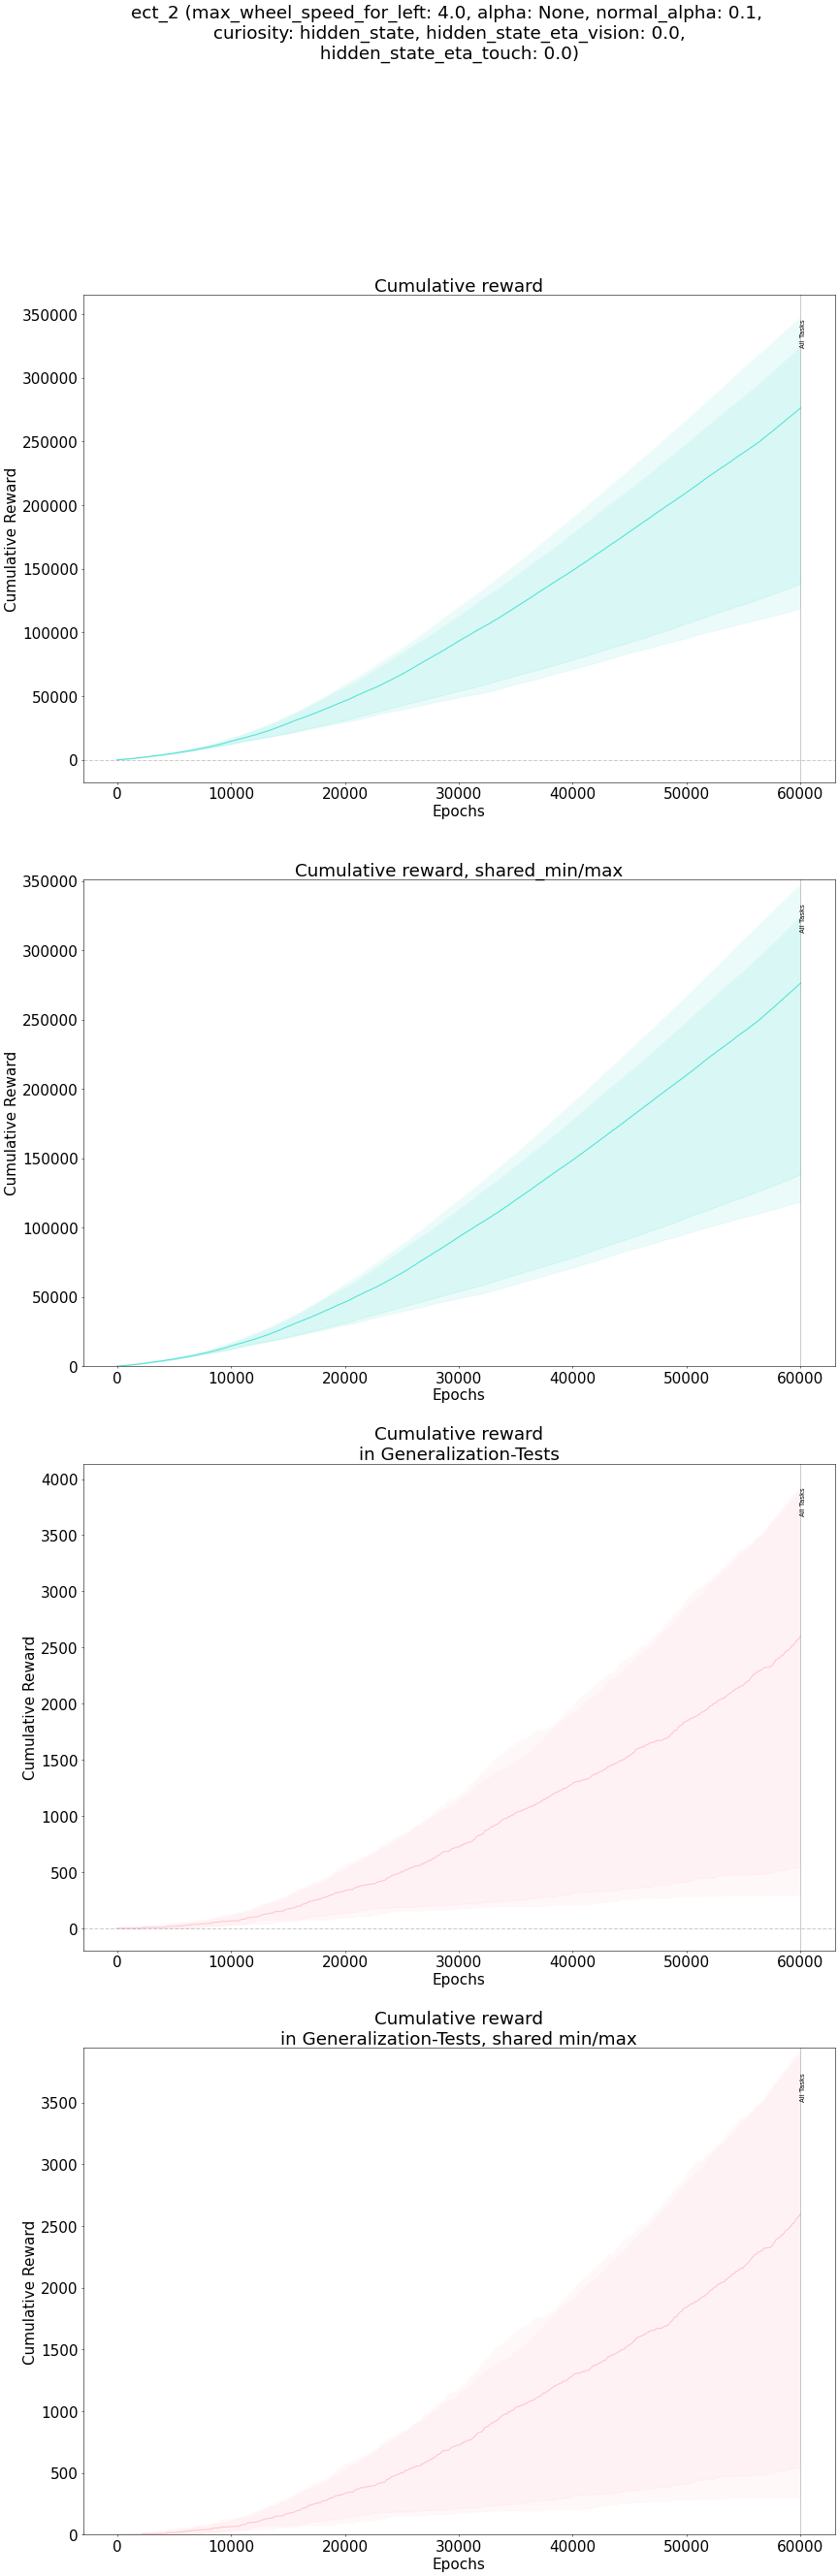 ect_2 (max_wheel_speed_for_left: 4.0, alpha: None, normal_alpha: 0.1,
curiosity: hidden_state, hidden_state_eta_vision: 0.0,
hidden_state_eta_touch: 0.0)
Cumulative reward
350000
300000
250000
200000
150000
100000
50000
0
Cumulative Reward
All Tasks
0 10000 20000 30000 40000 50000 60000
Epochs
Cumulative reward, shared_min/max
350000
300000
250000
200000
150000
100000
50000
0
Cumulative Reward
All Tasks
0 10000 20000 30000 40000 50000 60000
Epochs
Cumulative reward
in Generalization-Tests
4000
3500
3000
2500
2000
1500
1000
500
0
Cumulative Reward
All Tasks
0 10000 20000 30000 40000 50000 60000
Epochs
Cumulative reward
in Generalization-Tests, shared min/max
3500
3000
2500
2000
1500
1000
500
0
Cumulative Reward
All Tasks
0 10000 20000 30000 40000 50000 60000
Epochs